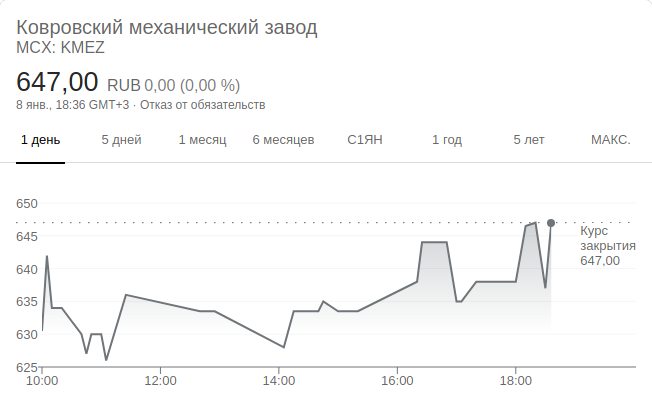 Ковровский механический завод
MCX: KMEZ
647,00 RUB 0,00 (0,00 %)
8 янв., 18:36 GMT+3 · Отказ от обязательств
1 день 5 дней 1 месяц 6 месяцев С1ЯН 1 год 5 лет МАКС.
650
645
640
635
630
625
Курс
закрытия
647,00
10:00 12:00 14:00 16:00 18:00